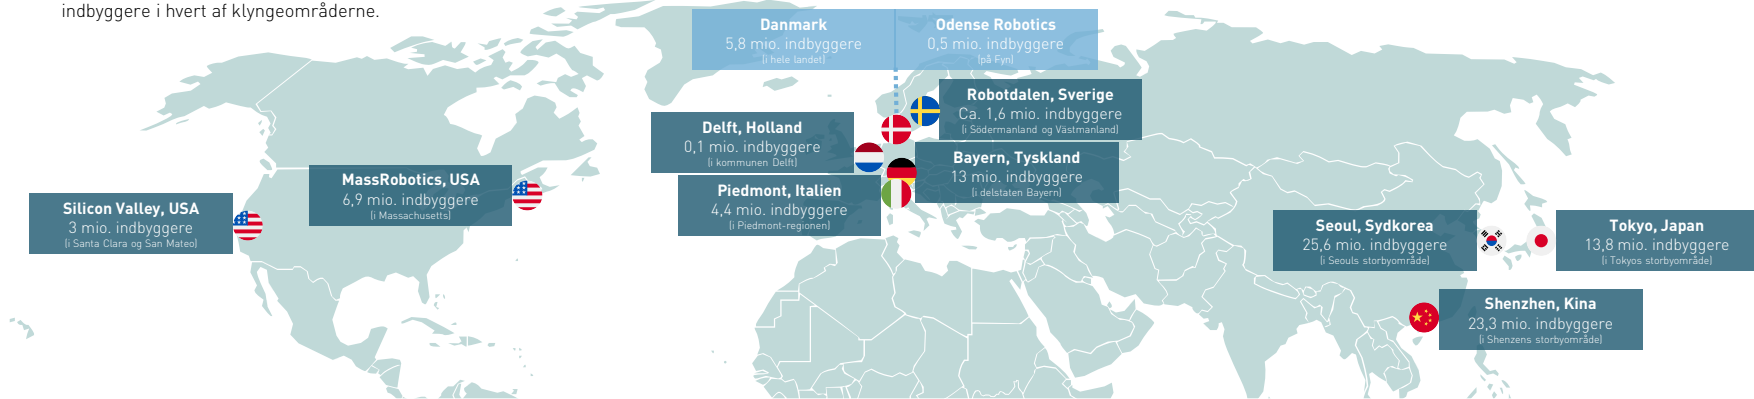 indbyggere i hvert af klyngeområderne.
Danmark
5,8 mio. indbyggere
(i hele landet)
Odense Robotics
0,5 mio. indbyggere
(på Fyn)
Robotdalen, Sverige
Ca. 1,6 mio. indbyggere
(i Södermanland og Västmanland)
Delft, Holland
0,1 mio. indbyggere
(i kommunen Delft)
Bayern, Tyskland
13 mio. indbyggere
(i delstaten Bayern)
MassRobotics, USA
6,9 mio. indbyggere
(i Massachusetts)
Piedmont, Italien
4,4 mio. indbyggere
(i Piedmont-regionen)
Silicon Valley, USA
3 mio. indbyggere
(i Santa Clara og San Mateo)
Seoul, Sydkorea
25,6 mio. indbyggere
(i Seouls storbyområde)
Tokyo, Japan
13,8 mio. indbyggere
(i Tokyos storbyområde)
Shenzhen, Kina
23,3 mio. indbyggere
(i Shenzens storbyområde)